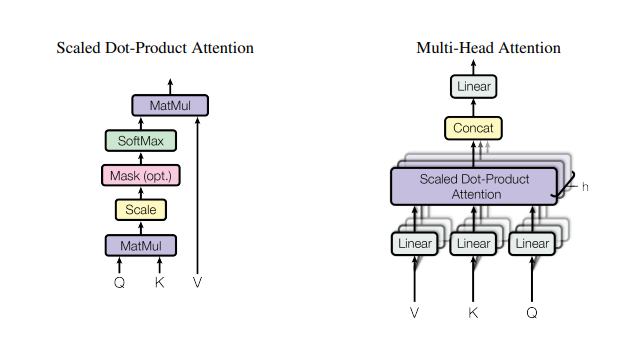 Scaled Dot-Product Attention
MatMul
SoftMax
Mask (opt.)
Scale
MatMul
Q K V
Multi-Head Attention
Linear
Concat
Scaled Dot-Product
Attention
h
Linear Linear Linear
V K Q